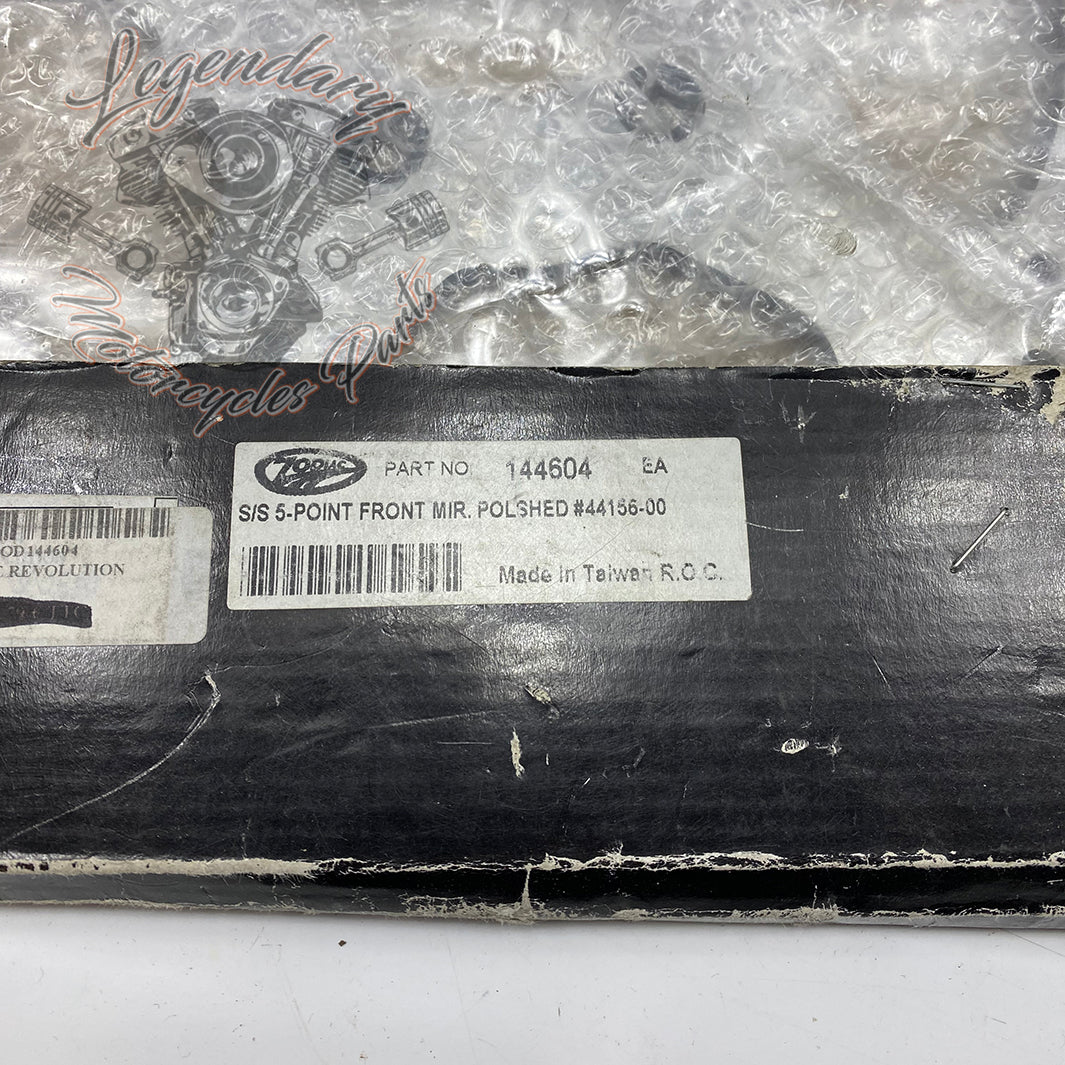 Legendary
Motorcycles Parts
ZODIAC
PART NO 144604 EA
S/S 5-POINT FRONT MIR. POLSHED #44156-00
Made in Taiwan R.O.C.
OD144604
REVOLUTION